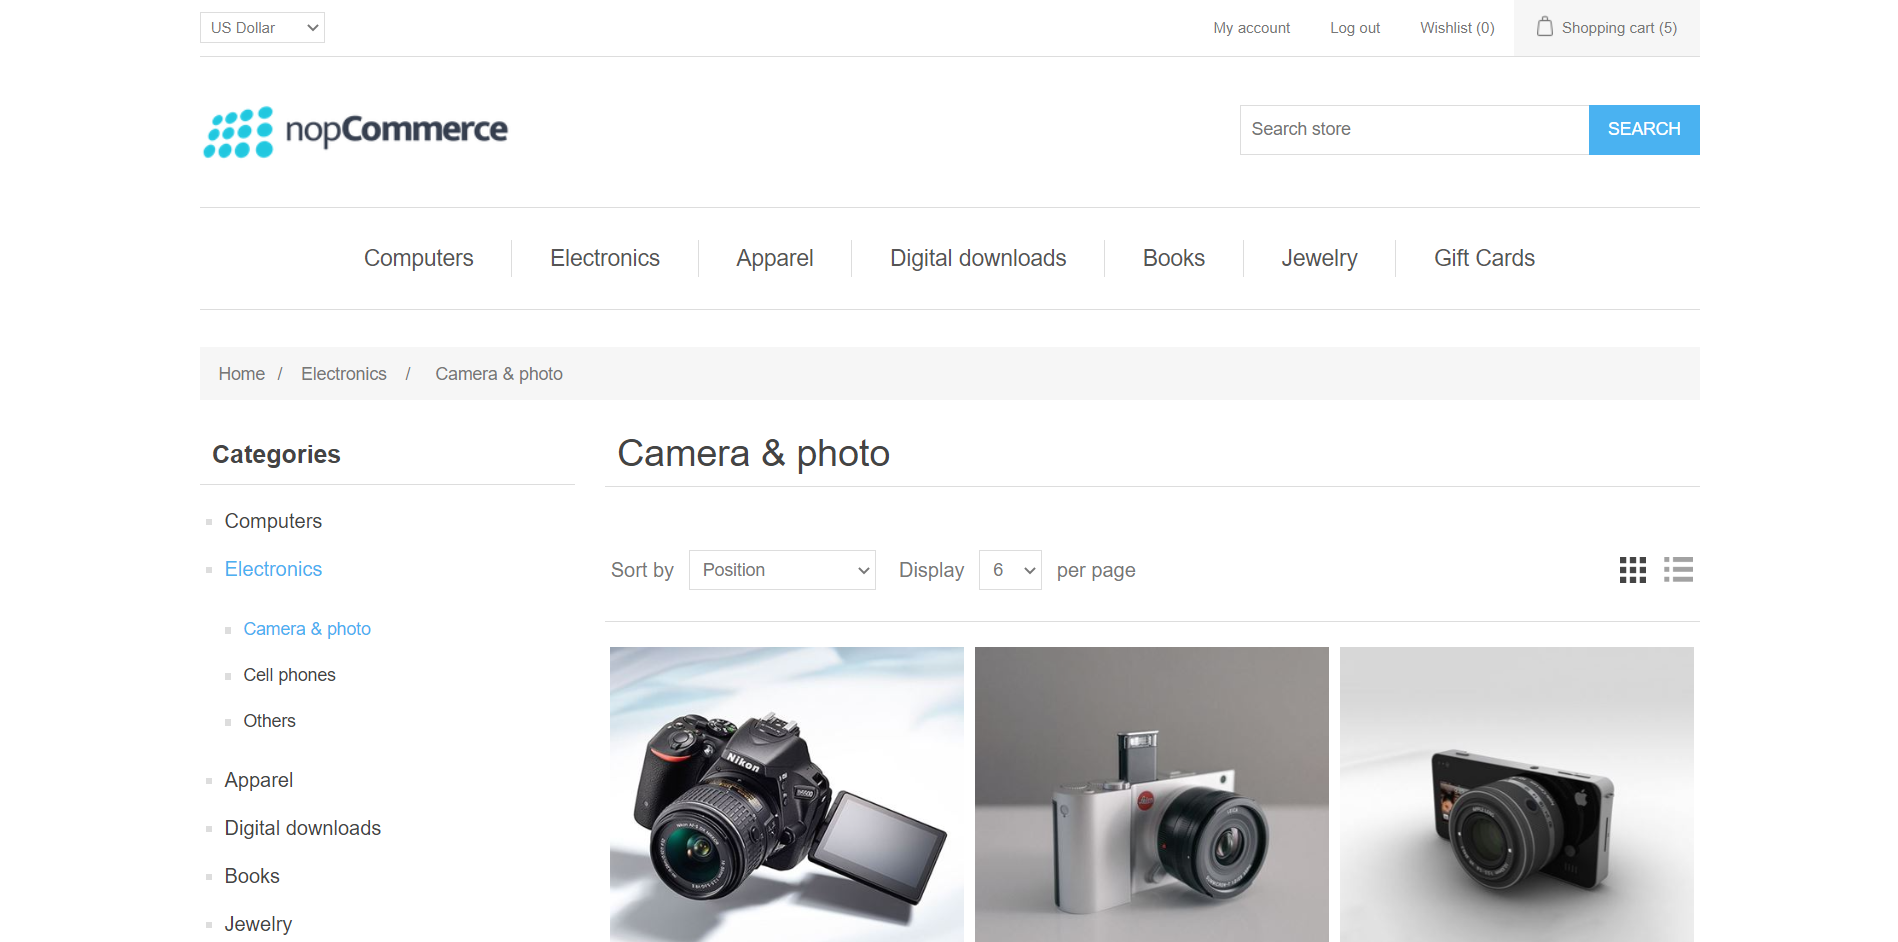 US Dollar
My account
Log out
Wishlist (0)
Shopping cart (5)
nopCommerce
Search store
SEARCH
Computers
Electronics
Apparel
Digital downloads
Books
Jewelry
Gift Cards
Home / Electronics / Camera & photo
Categories
Computers
Electronics
Camera & photo
Cell phones
Others
Apparel
Digital downloads
Books
Jewelry
Camera & photo
Sort by Position Display 6 per page
Nikon